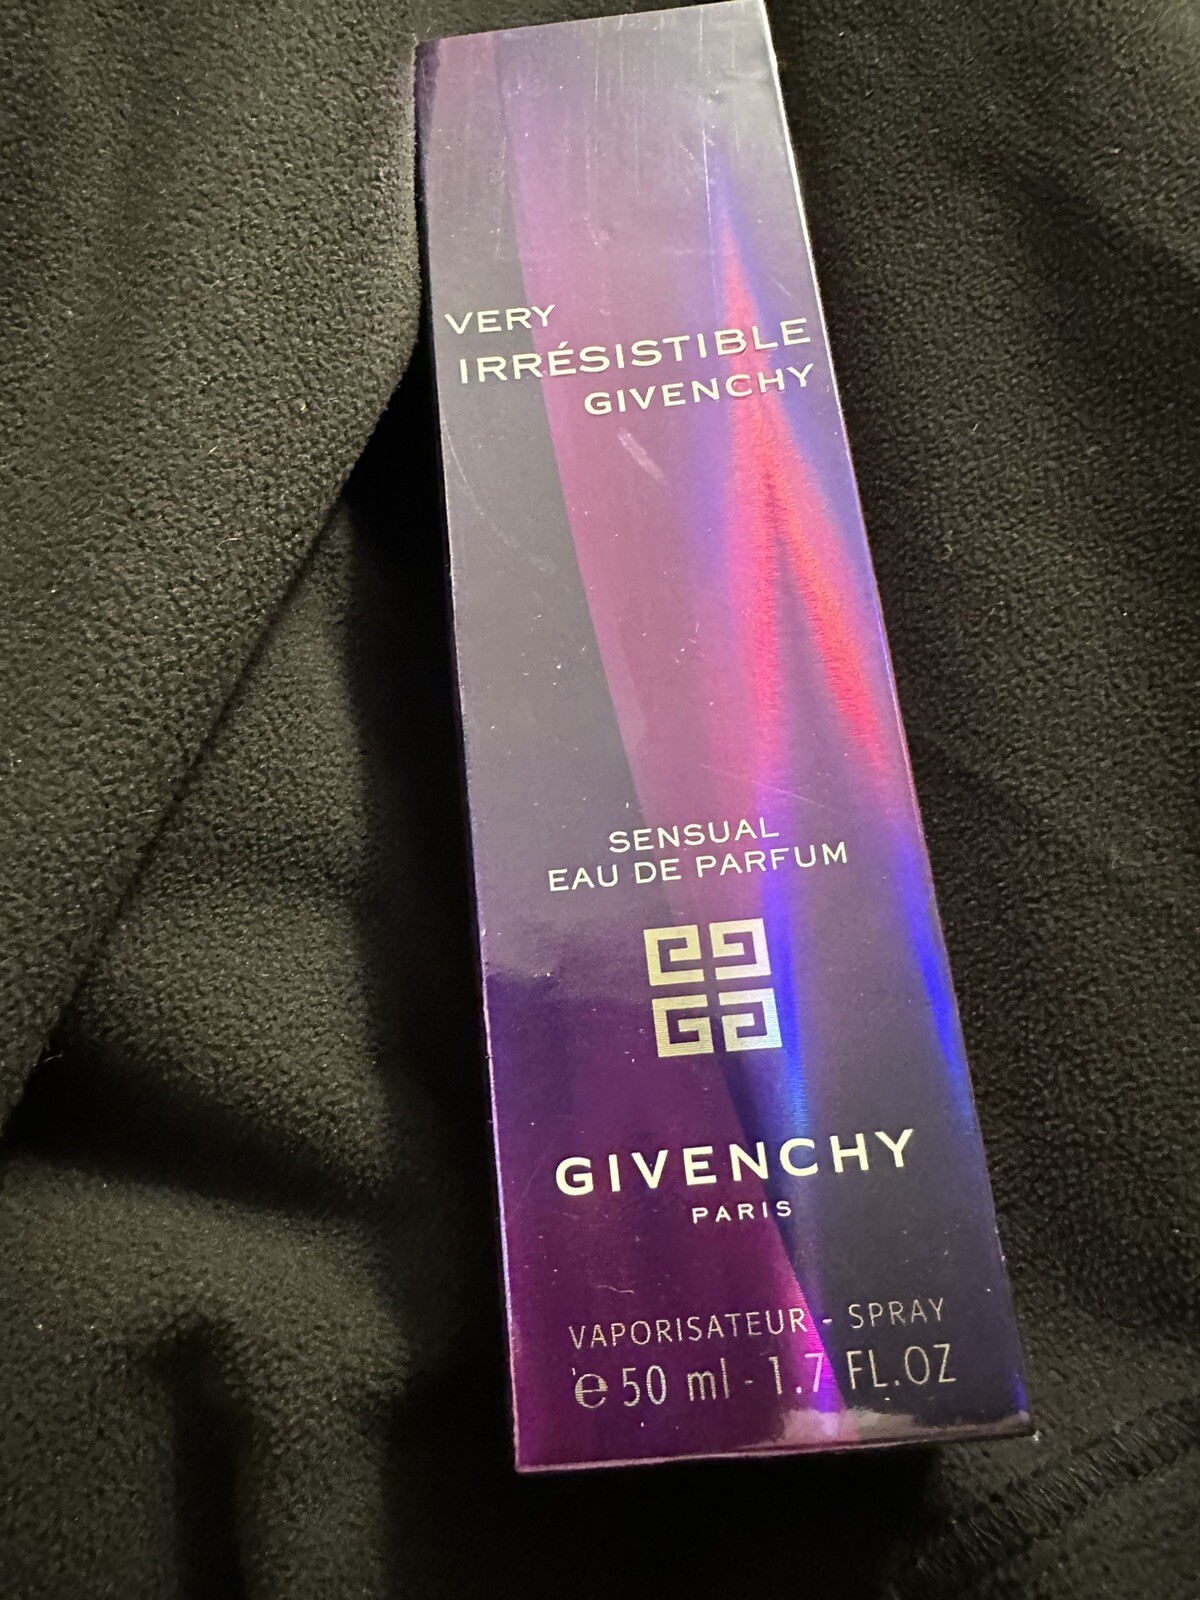 VERY
IRRÉSISTIBLE
GIVENCHY
SENSUAL
EAU DE PARFUM
GIVENCHY
PARIS
VAPORISATEUR - SPRAY
℮ 50 ml - 1.7 FL.OZ